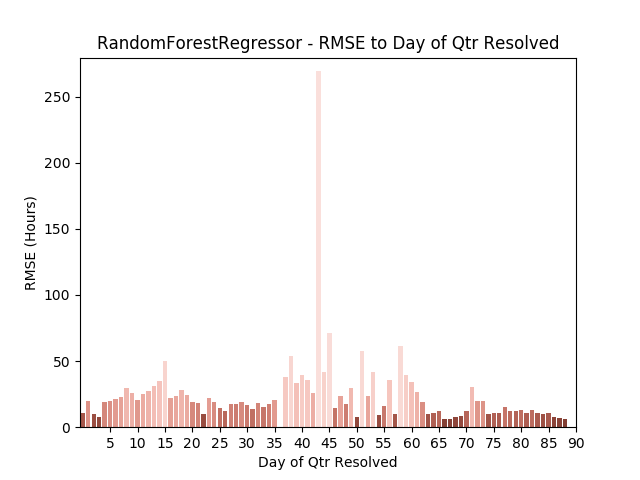 RandomForestRegressor - RMSE to Day of Qtr Resolved
250
200
150
100
50
0
RMSE (Hours)
5 10 15 20 25 30 35 40 45 50 55 60 65 70 75 80 85 90
Day of Qtr Resolved